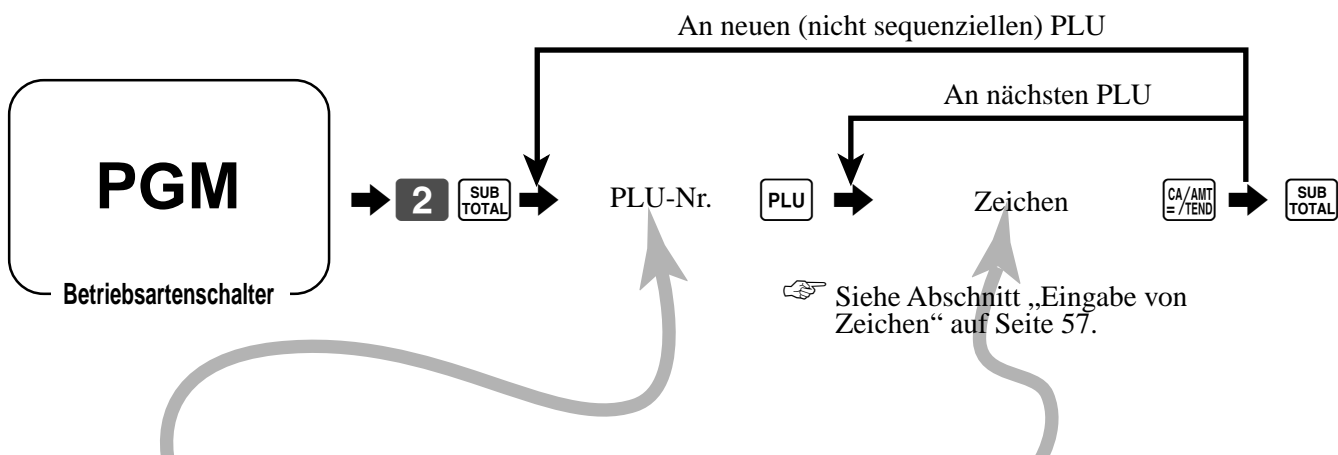 An neuen (nicht sequenziellen) PLU
An nächsten PLU
PGM
2 SUB TOTAL PLU-Nr. PLU Zeichen CA/AMT = /TEND SUB TOTAL
Betriebsartenschalter
☞ Siehe Abschnitt „Eingabe von
Zeichen“ auf Seite 57.